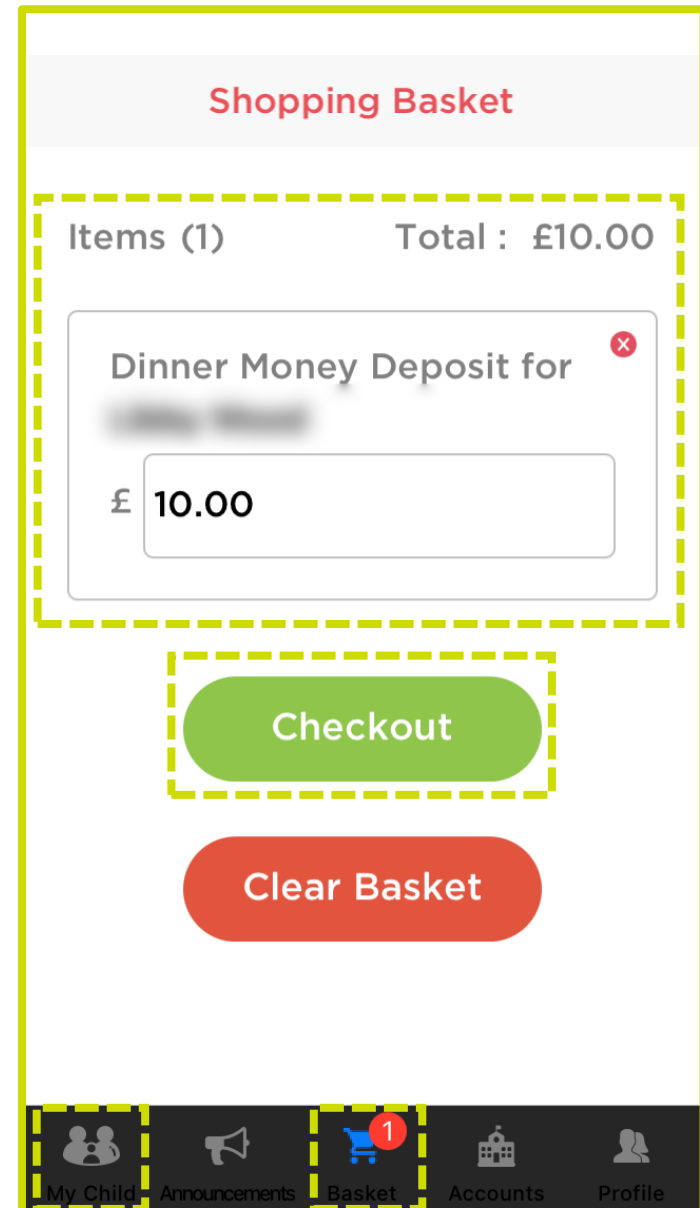 Shopping Basket
Items (1) Total : £10.00
Dinner Money Deposit for
£ 10.00
Checkout
Clear Basket
1
My Child Announcements Basket Accounts Profile